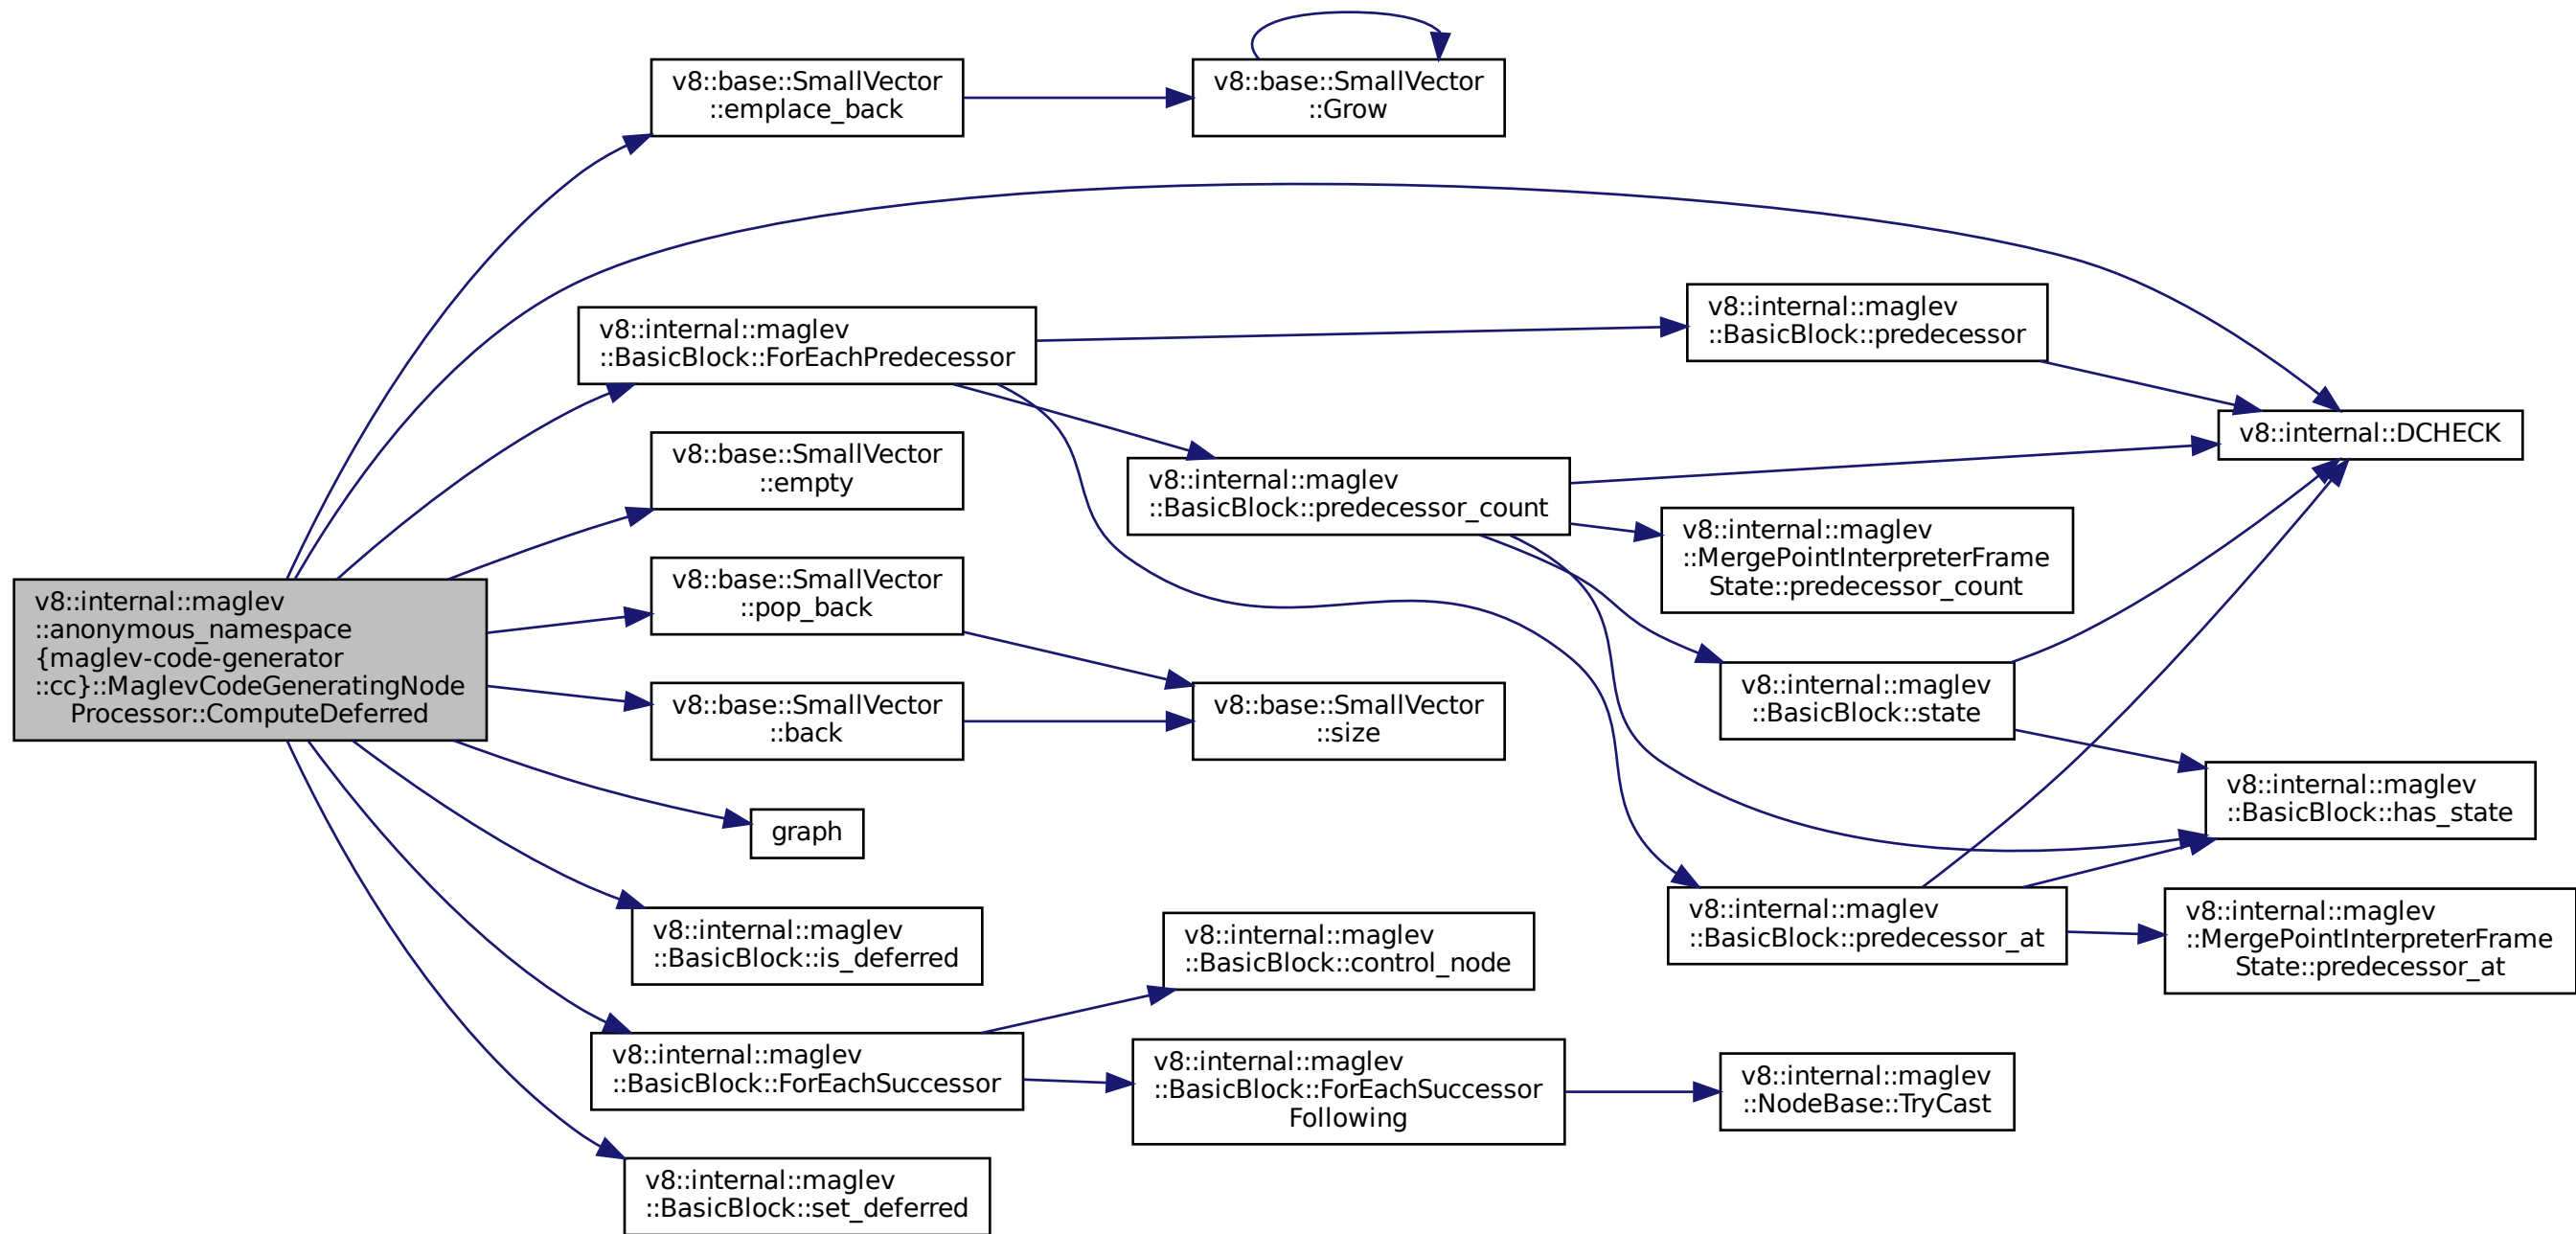 v8::base::SmallVector
::emplace_back
v8::base::SmallVector
::Grow
v8::internal::maglev
::BasicBlock::ForEachPredecessor
v8::internal::maglev
::BasicBlock::predecessor
v8::internal::DCHECK
v8::base::SmallVector
::empty
v8::internal::maglev
::BasicBlock::predecessor_count
v8::internal::maglev
::MergePointInterpreterFrame
State::predecessor_count
v8::internal::maglev
::anonymous_namespace
{maglev-code-generator
::cc}::MaglevCodeGeneratingNode
Processor::ComputeDeferred
v8::base::SmallVector
::pop_back
v8::base::SmallVector
::back
v8::base::SmallVector
::size
v8::internal::maglev
::BasicBlock::state
v8::internal::maglev
::BasicBlock::has_state
graph
v8::internal::maglev
::BasicBlock::is_deferred
v8::internal::maglev
::BasicBlock::control_node
v8::internal::maglev
::BasicBlock::predecessor_at
v8::internal::maglev
::MergePointInterpreterFrame
State::predecessor_at
v8::internal::maglev
::BasicBlock::ForEachSuccessor
v8::internal::maglev
::BasicBlock::ForEachSuccessor
Following
v8::internal::maglev
::NodeBase::TryCast
v8::internal::maglev
::BasicBlock::set_deferred